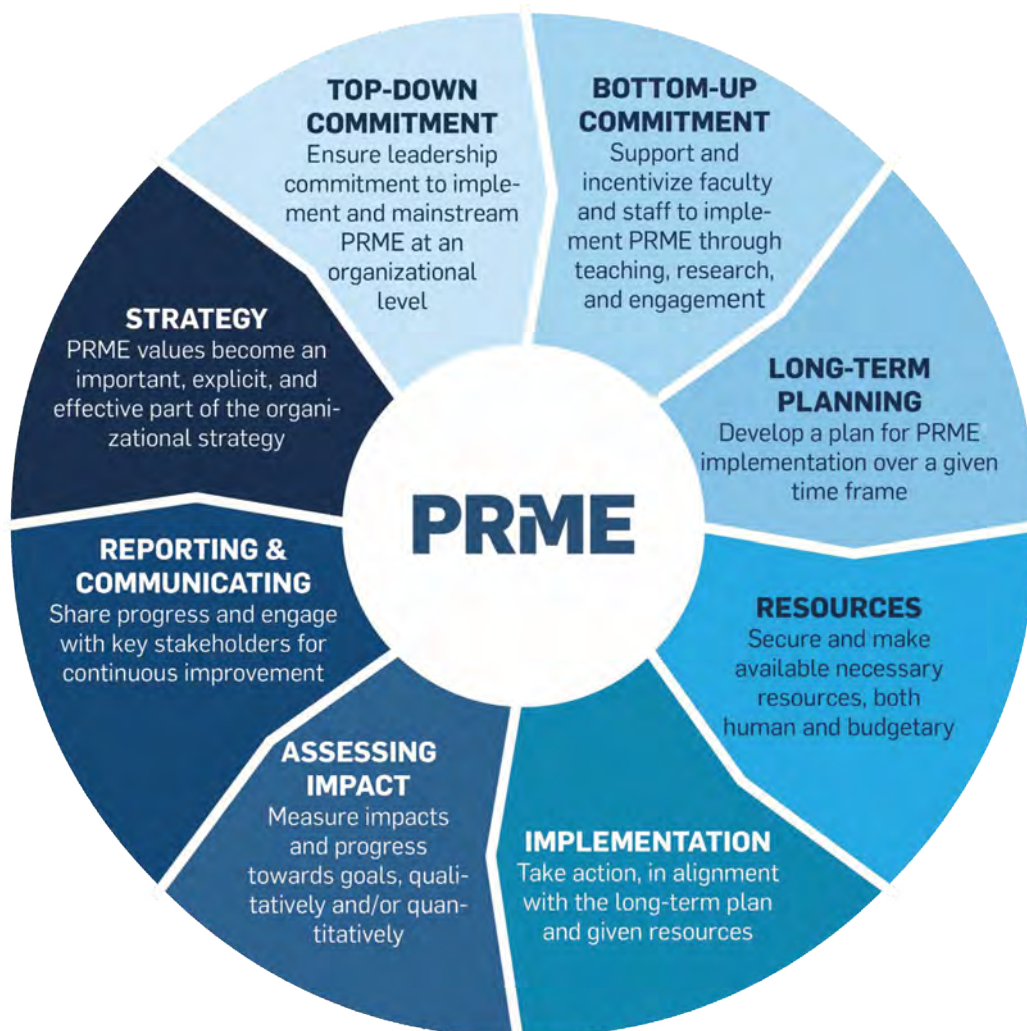 TOP-DOWN
COMMITMENT
Ensure leadership
commitment to imple-
ment and mainstream
PRME at an
organizational
level
BOTTOM-UP
COMMITMENT
Support and
incentivize faculty
and staff to imple-
ment PRME through
teaching, research,
and engagement
LONG-TERM
PLANNING
Develop a plan for PRME
implementation over a given
time frame
RESOURCES
Secure and make
available necessary
resources, both
human and budgetary
IMPLEMENTATION
Take action, in alignment
with the long-term plan
and given resources
ASSESSING
IMPACT
Measure impacts
and progress
towards goals, quali-
tatively and/or quan-
titatively
REPORTING &
COMMUNICATING
Share progress and engage
with key stakeholders for
continuous improvement
STRATEGY
PRME values become an
important, explicit, and
effective part of the organi-
zational strategy
PRME